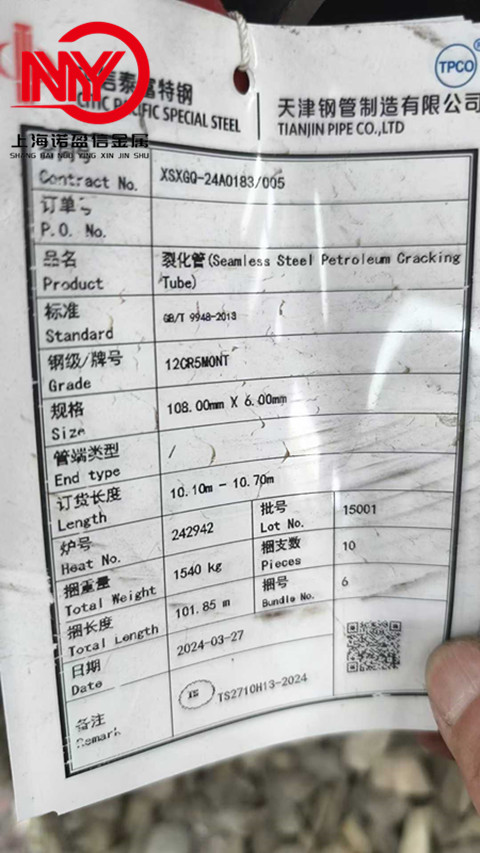 NY
信泰富特钢
CITIC PACIFIC SPECIAL STEEL
上海诺盈信金属
SHANG HAI NUO YING XIN JIN SHU
TPCO
天津钢管制造有限公司
TIANJIN PIPE CO.,LTD
Contract No. XSXGQ-24A0183/005
订单号
P.O. No.
品名
Product
裂化管(Seamless Steel Petroleum Cracking
Tube)
标准
Standard
GB/T 9948-2013
钢级/牌号
Grade
12CR5MONT
规格
Size
108.00mm X 6.00mm
管端类型
End type
/
订货长度
Length
10.10m - 10.70m
炉号
Heat No.
242942
批号
Lot No.
15001
捆重量
Total Weight
1540 kg
捆支数
Pieces
10
捆长度
Total Length
101.85 m
捆号
Bundle No.
6
日期
Date
2024-03-27
备注
Remark
TS2710H13-2024